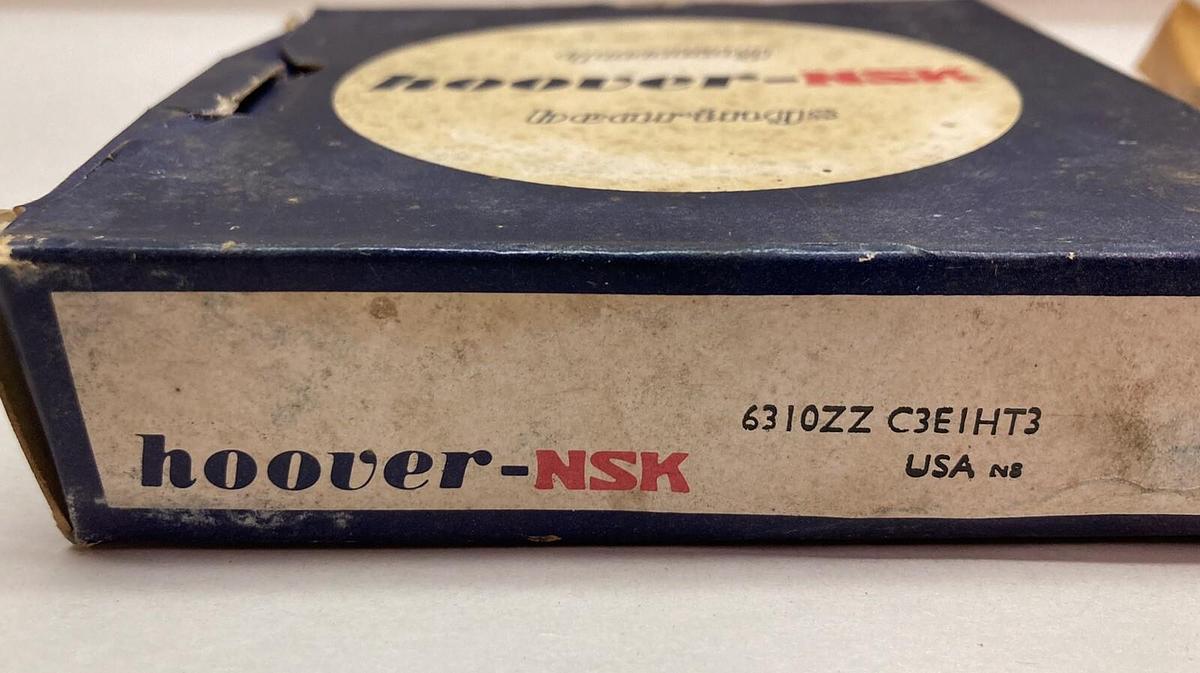 hoover-NSK
bearings
hoover-NSK
6310ZZ C3E1HT3
USA N8